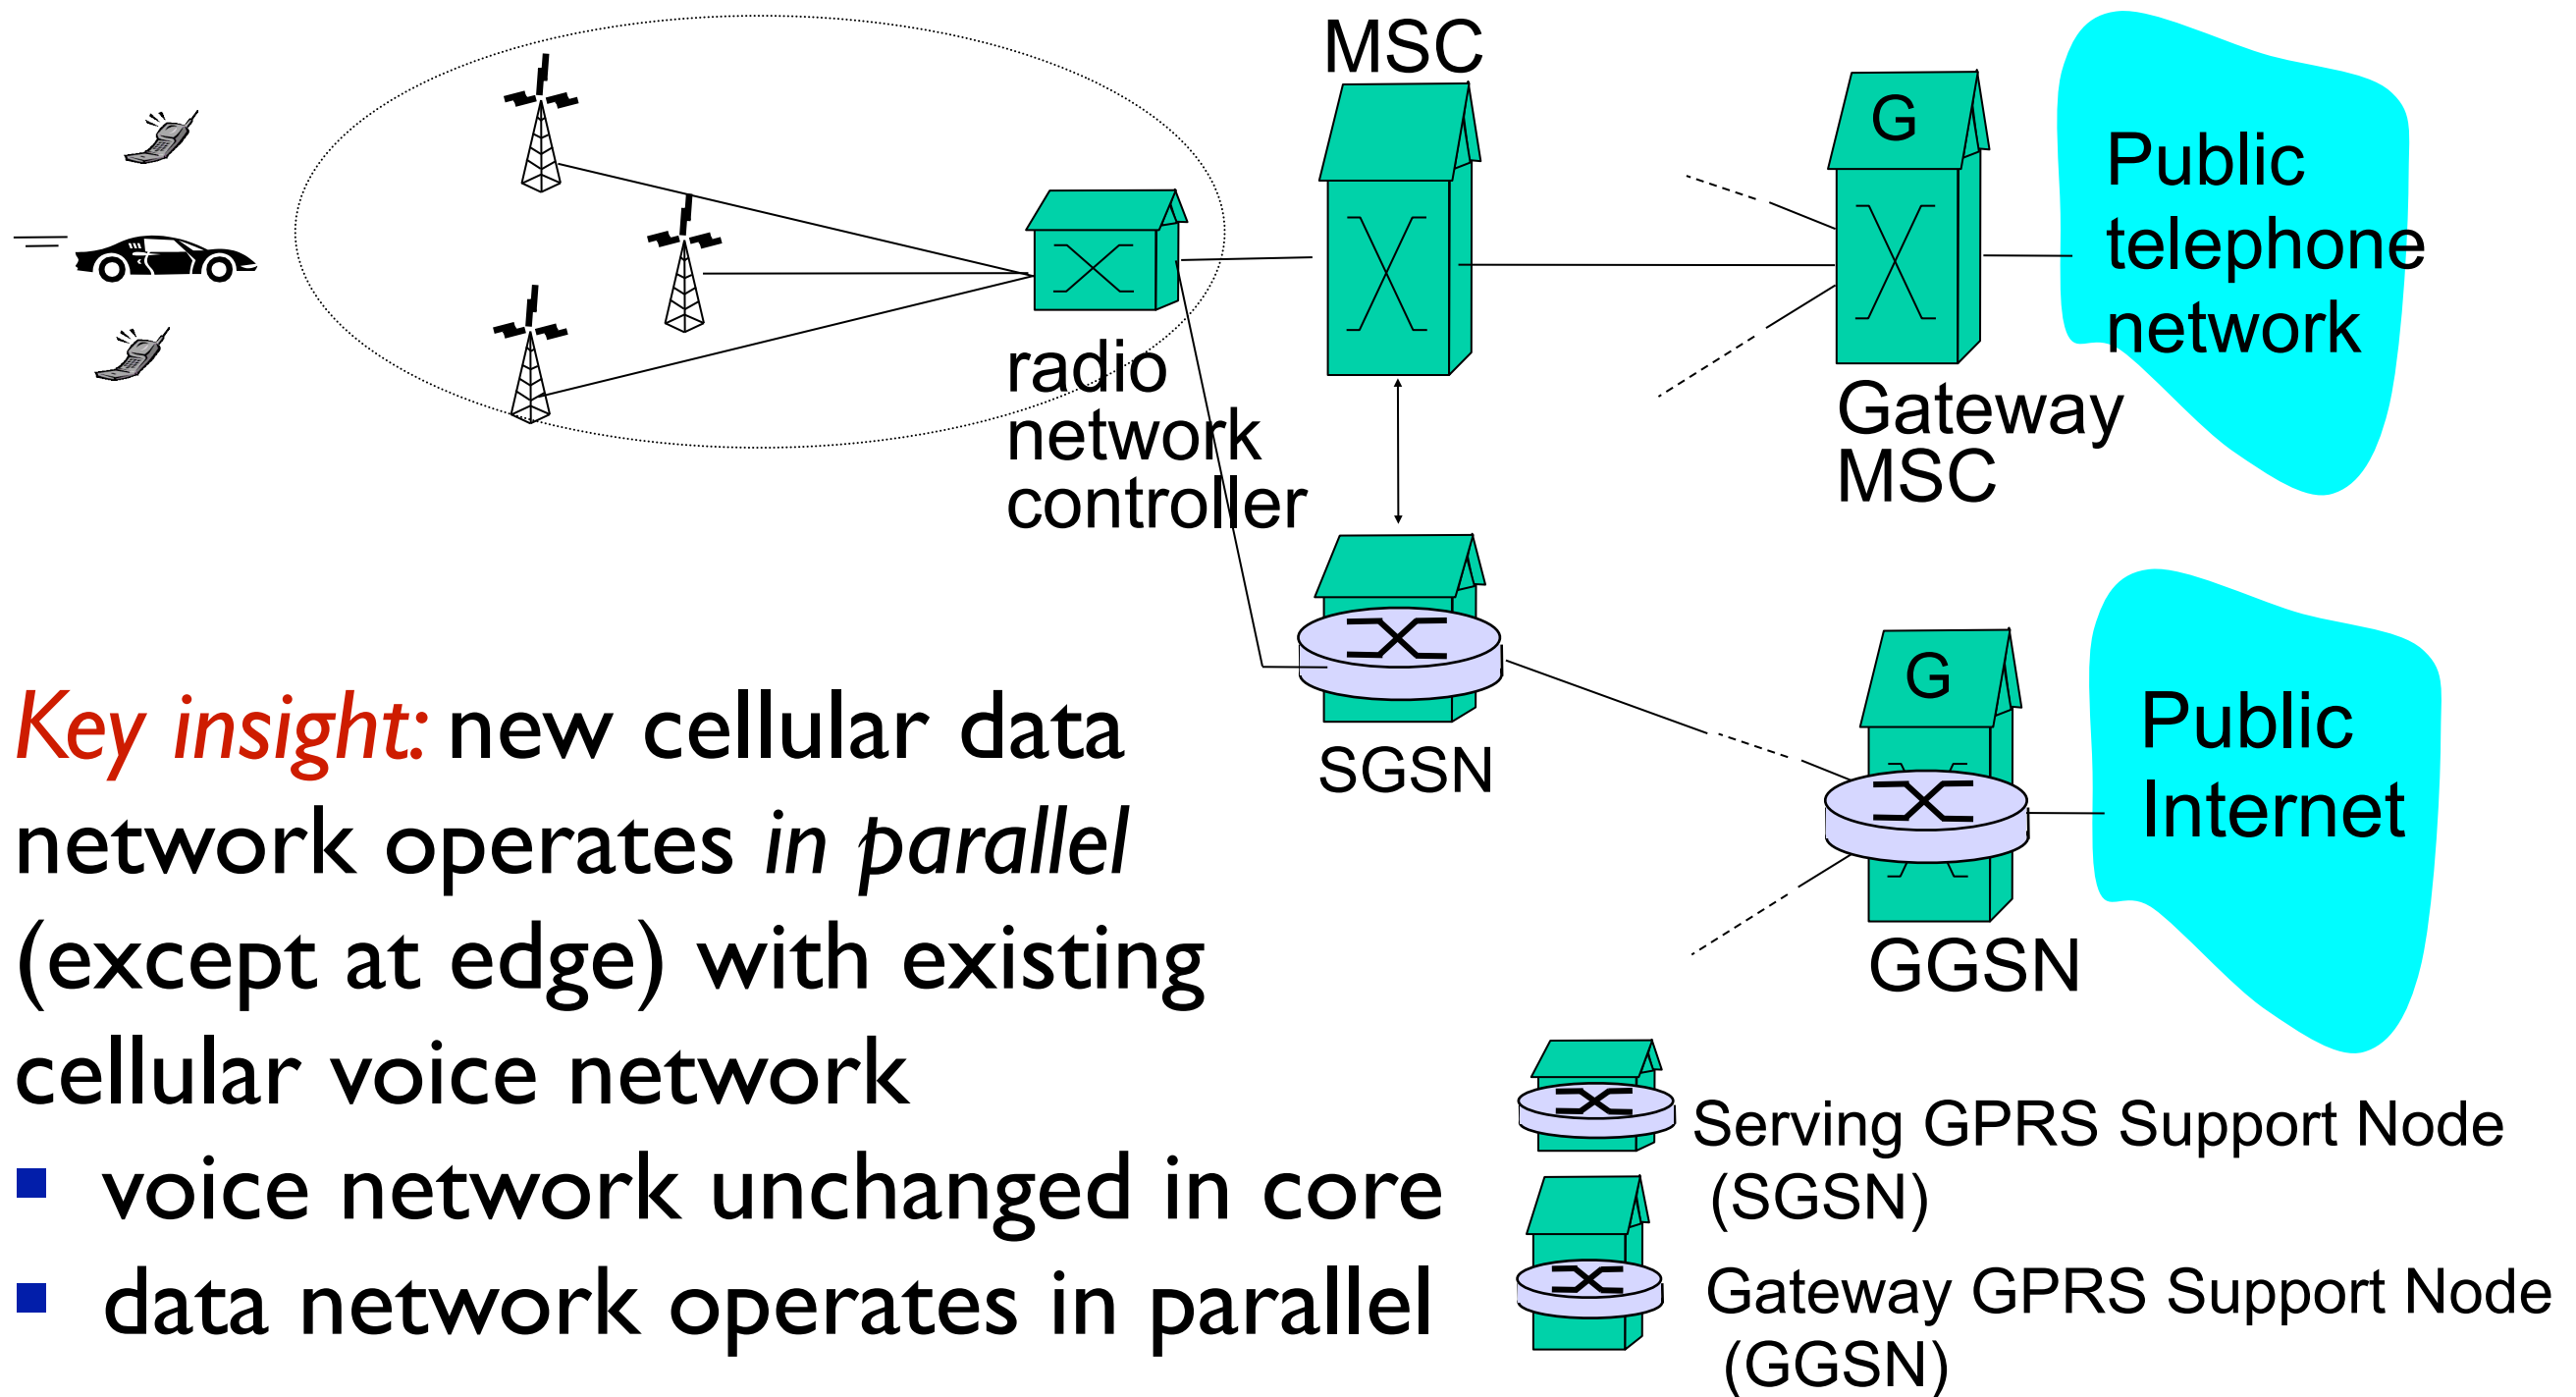 MSC
G
Public
telephone
network
radio
network
controller
Gateway
MSC
SGSN
G
Public
Internet
GGSN
Key insight: new cellular data
network operates in parallel
(except at edge) with existing
cellular voice network
▪ voice network unchanged in core
▪ data network operates in parallel
Serving GPRS Support Node
(SGSN)
Gateway GPRS Support Node
(GGSN)